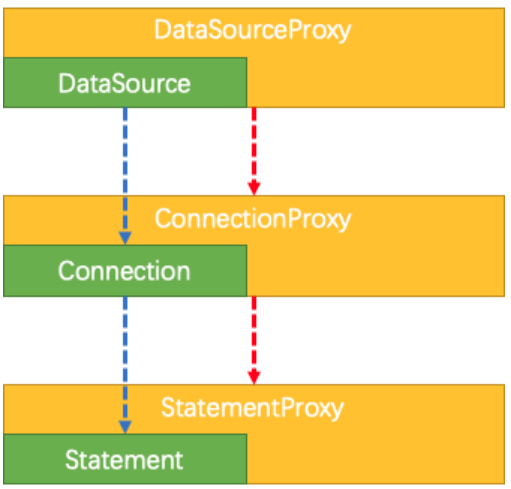 DataSourceProxy
DataSource
ConnectionProxy
Connection
StatementProxy
Statement